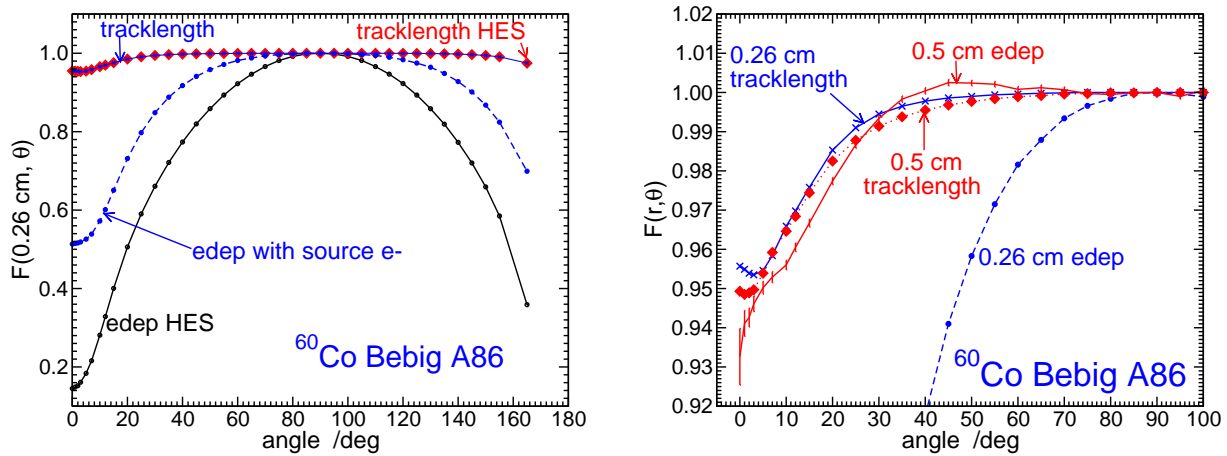 tracklength
tracklength HES
F(0.26 cm, θ)
1.0
0.8
0.6
0.4
0.2
edep with source e-
edep HES
60Co Bebig A86
0 20 40 60 80 100 120 140 160 180
angle /deg
1.02
1.01
1.00
0.99
0.98
0.97
0.96
0.95
0.94
0.93
0.92
F(r,θ)
0.26 cm
tracklength
0.5 cm edep
0.5 cm
tracklength
0.26 cm edep
60Co Bebig A86
0 10 20 30 40 50 60 70 80 90 100
angle /deg